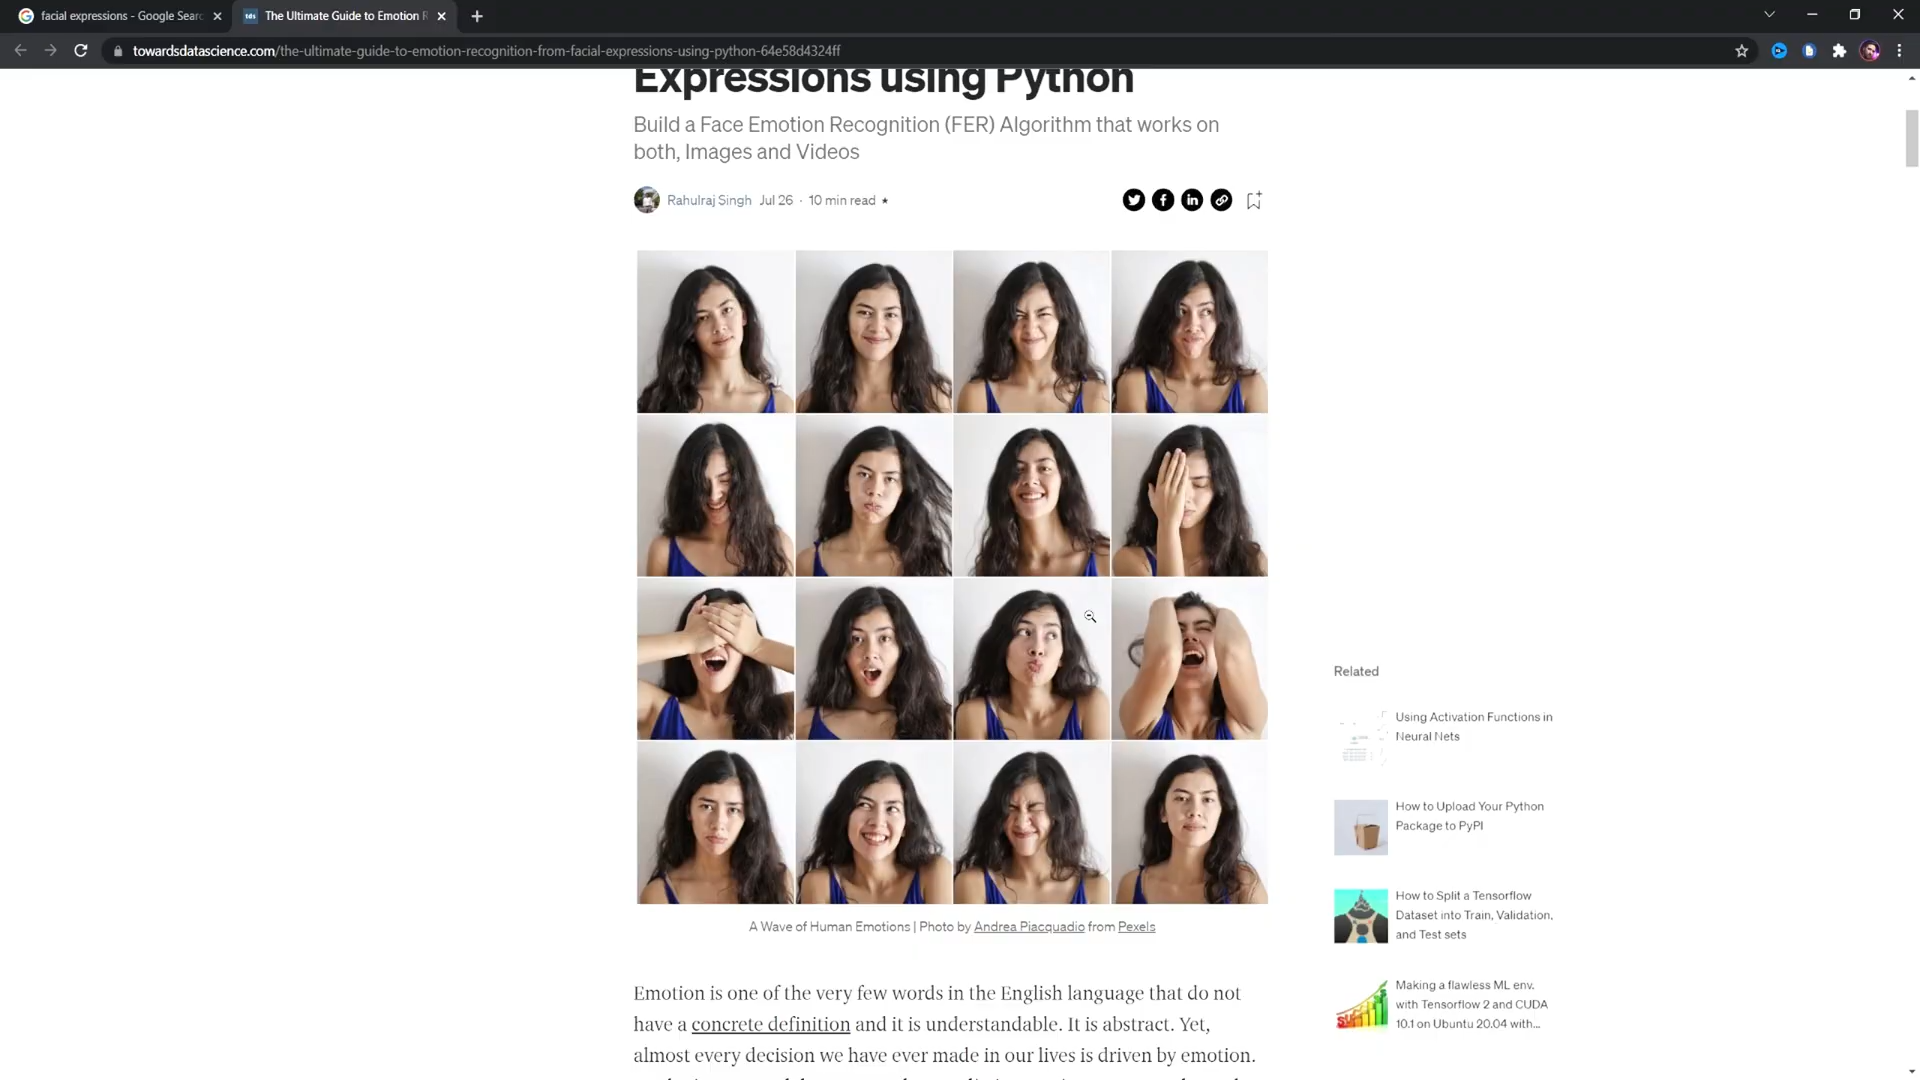 facial expressions - Google Searc
tds
The Ultimate Guide to Emotion R
towardsdatascience.com/the-ultimate-guide-to-emotion-recognition-from-facial-expressions-using-python-64e58d4324ff
Expressions using Python
Build a Face Emotion Recognition (FER) Algorithm that works on
both, Images and Videos
Rahulraj Singh Jul 26 · 10 min read
A Wave of Human Emotions | Photo by Andrea Piacquadio from Pexels
Emotion is one of the very few words in the English language that do not
have a concrete definition and it is understandable. It is abstract. Yet,
almost every decision we have ever made in our lives is driven by emotion.
Related
Using Activation Functions in
Neural Nets
How to Upload Your Python
Package to PyPI
How to Split a Tensorflow
Dataset into Train, Validation,
and Test sets
Making a flawless ML env.
with Tensorflow 2 and CUDA
10.1 on Ubuntu 20.04 with...